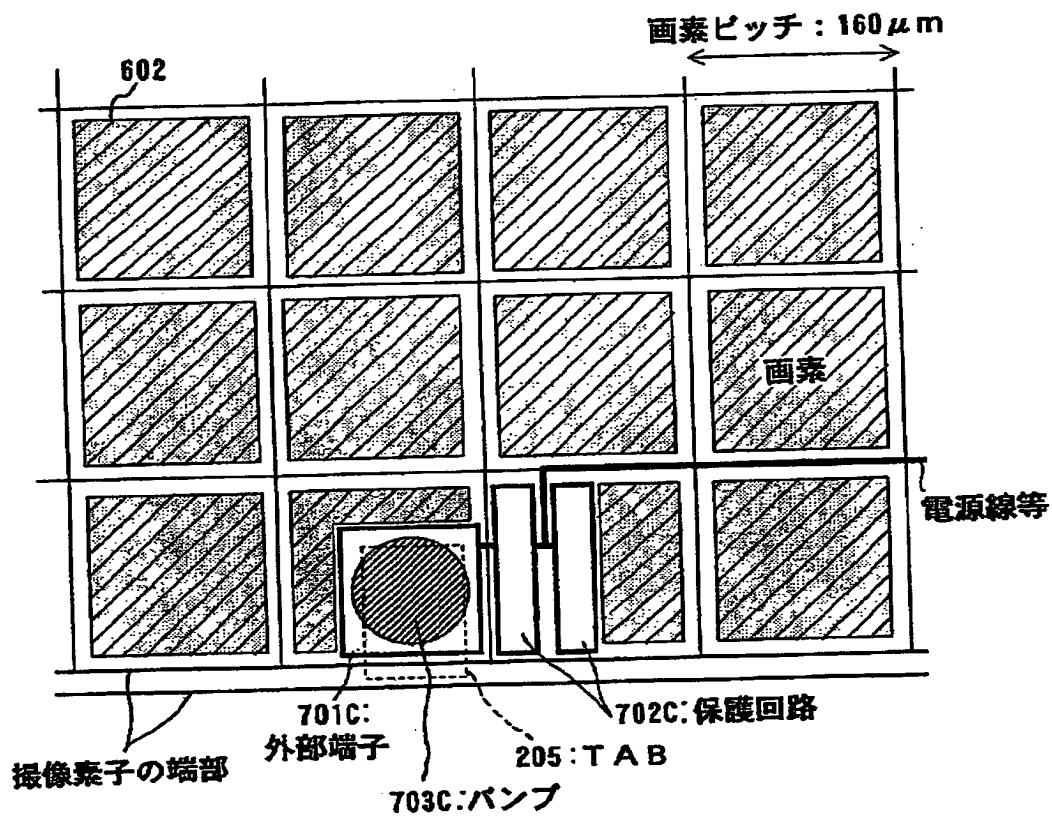 画素ピッチ：160μm
602
画素
電源線等
701C:
外部端子
702C:保護回路
205:TAB
撮像素子の端部
703C:バンプ